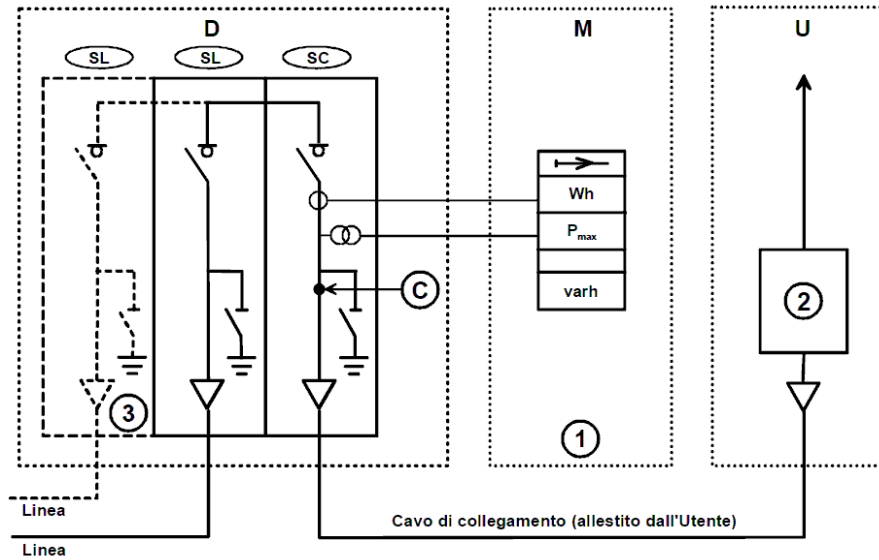 D
M
U
SL
SL
SC
Wh
Pmax
varh
C
2
3
1
Linea
Cavo di collegamento (allestito dall'Utente)
Linea